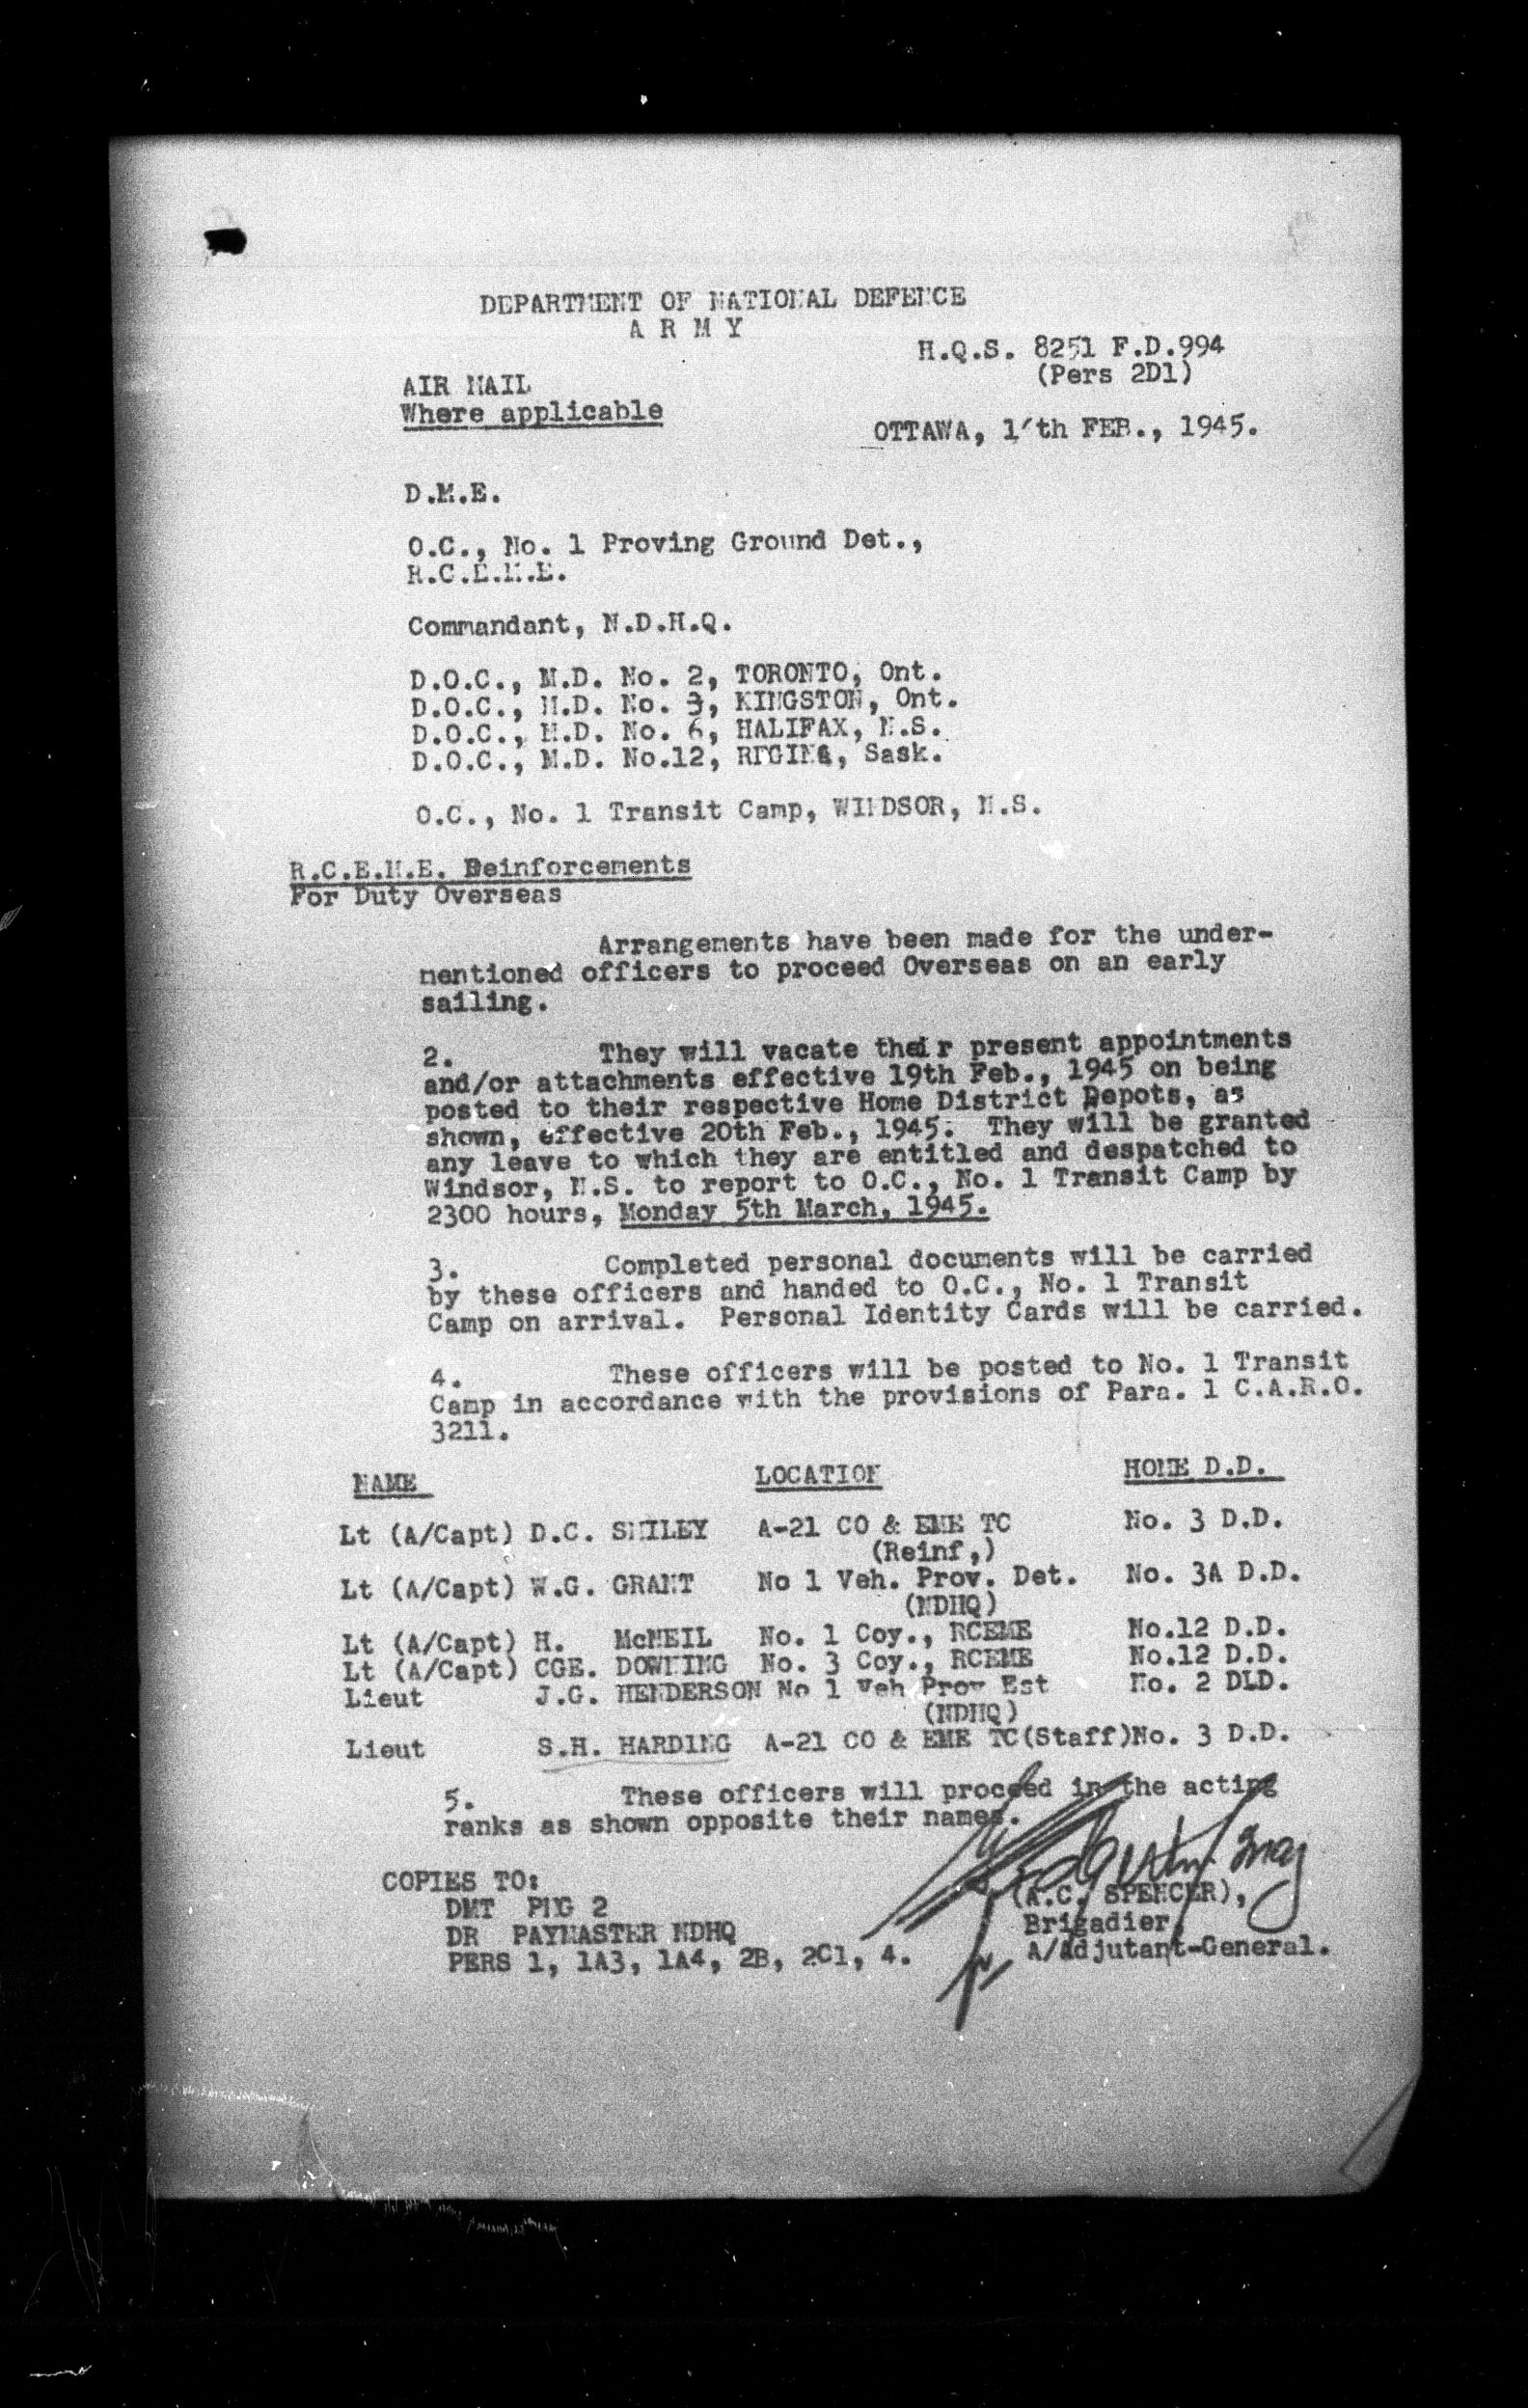 DEPARTMENT OF NATIONAL DEFENCE
A R M Y
H.Q.S. 8251 F.D.994
(Pers 2D1)
AIR MAIL
Where applicable
OTTAWA, FEB., 1945.
D.M.E.
O.C., No. 1 Proving Ground Det.,
R.C.E.M.E.
Commandant, N.D.H.Q.
D.O.C., M.D. No. 2, TORONTO, Ont.
D.O.C., M.D. No. 3, KINGSTON, Ont.
D.O.C., M.D. No. 6, HALIFAX, N.S.
D.O.C., M.D. No.12, REGINA, Sask.
O.C., No. 1 Transit Camp, WINDSOR, N.S.
R.C.E.M.E. Reinforcements
For Duty Overseas
Arrangements have been made for the under-
mentioned officers to proceed Overseas on an early
sailing.
2. They will vacate their present appointments
and/or attachments effective 19th Feb., 1945 on being
posted to their respective Home District Depots, as
shown, effective 20th Feb., 1945. They will be granted
any leave to which they are entitled and despatched to
Windsor, N.S. to report to O.C., No. 1 Transit Camp by
2300 hours, Monday 5th March, 1945.
3. Completed personal documents will be carried
by these officers and handed to O.C., No. 1 Transit
Camp on arrival. Personal Identity Cards will be carried.
4. These officers will be posted to No. 1 Transit
Camp in accordance with the provisions of Para. 1 C.A.R.O.
3211.
NAME LOCATION HOME D.D.
Lt (A/Capt) D.C. SMILEY A-21 CO & EME TC No. 3 D.D.
(Reinf,)
Lt (A/Capt) W.G. GRANT No 1 Veh. Prov. Det. No. 3A D.D.
(NDHQ)
Lt (A/Capt) H. McNEIL No. 1 Coy., RCEME No.12 D.D.
Lt (A/Capt) CGE. DOWNING No. 3 Coy., RCEME No.12 D.D.
Lieut J.G. HENDERSON No 1 Veh Prov Est No. 2 DLD.
(NDHQ)
Lieut S.H. HARDING A-21 CO & EME TC(Staff)No. 3 D.D.
5. These officers will proceed in the acting
ranks as shown opposite their names.
COPIES TO:
DMT PMG 2
DR PAYMASTER NDHQ
PERS 1, 1A3, 1A4, 2B, 2C1, 4.
(A.C. SPENCER),
Brigadier,
A/Adjutant-General.